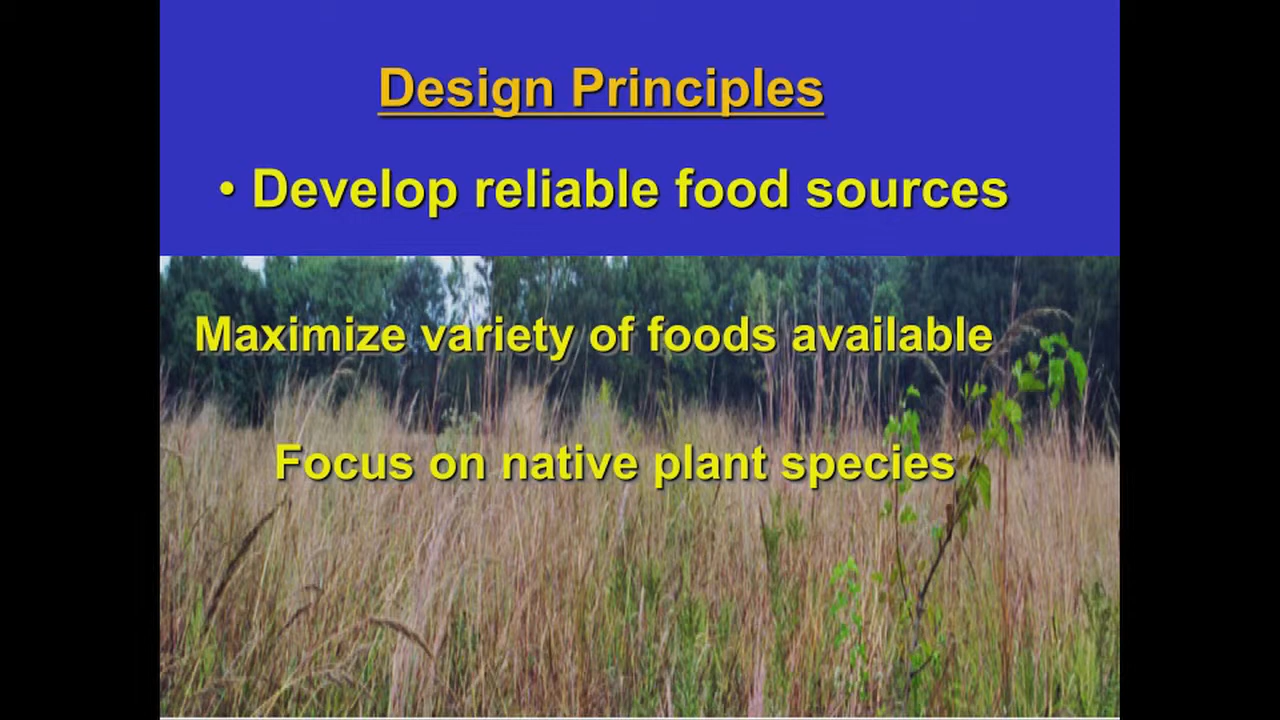 Design Principles
• Develop reliable food sources
Maximize variety of foods available
Focus on native plant species